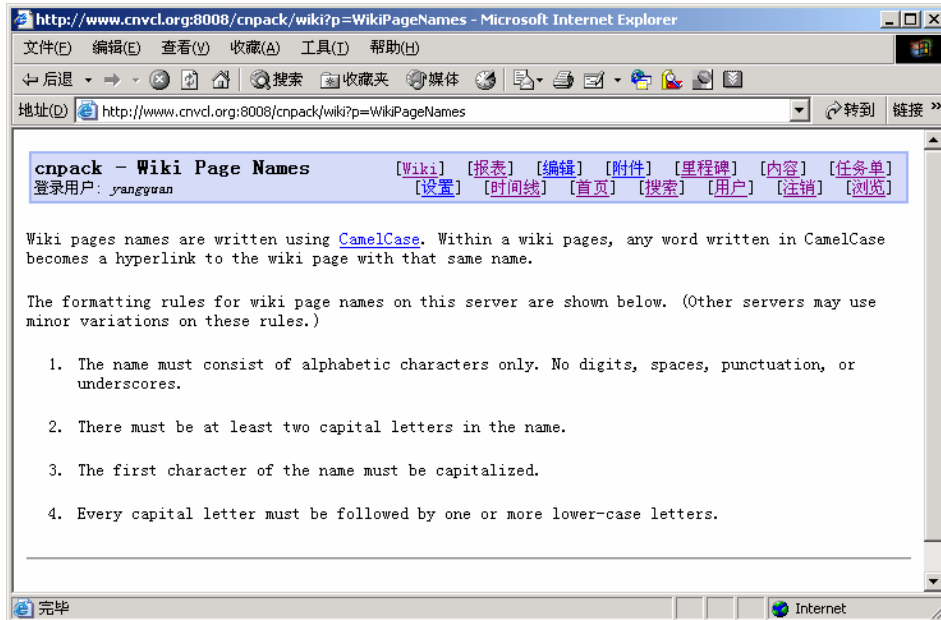 http://www.cnvcl.org:8008/cnpack/wiki?p=WikiPageNames - Microsoft Internet Explorer
文件(F) 编辑(E) 查看(V) 收藏(A) 工具(T) 帮助(H)
后退 搜索 收藏夹 媒体
地址(D) http://www.cnvcl.org:8008/cnpack/wiki?p=WikiPageNames 转到 链接 »
cnpack - Wiki Page Names [Wiki] [报表] [编辑] [附件] [里程碑] [内容] [任务单]
登录用户: yangyuan [设置] [时间线] [首页] [搜索] [用户] [注销] [浏览]
Wiki pages names are written using CamelCase. Within a wiki pages, any word written in CamelCase
becomes a hyperlink to the wiki page with that same name.
The formatting rules for wiki page names on this server are shown below. (Other servers may use
minor variations on these rules.)
1. The name must consist of alphabetic characters only. No digits, spaces, punctuation, or
underscores.
2. There must be at least two capital letters in the name.
3. The first character of the name must be capitalized.
4. Every capital letter must be followed by one or more lower-case letters.
完毕 Internet